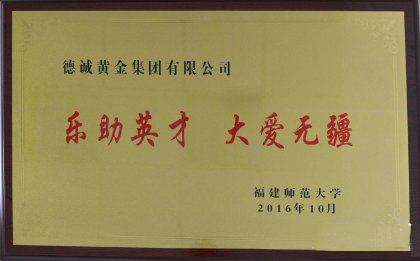 德诚黄金集团有限公司
乐助英才 大爱无疆
福建师范大学
2016年10月